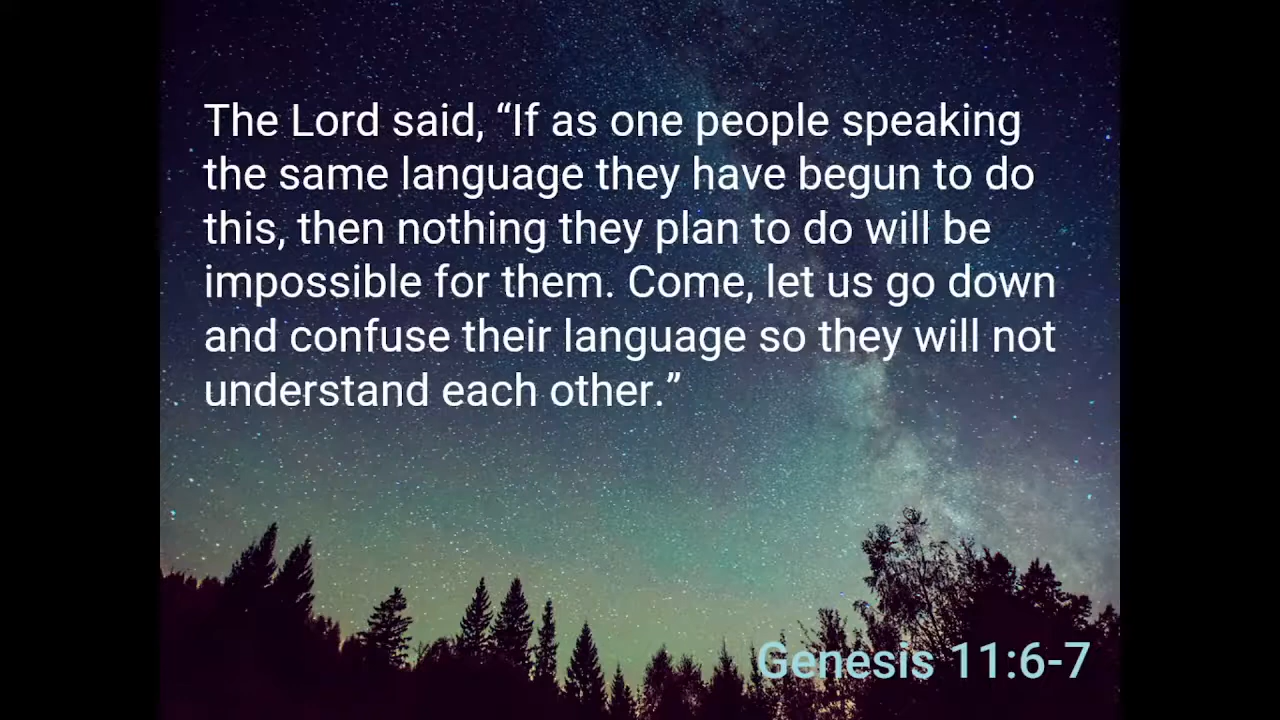 The Lord said, “If as one people speaking
the same language they have begun to do
this, then nothing they plan to do will be
impossible for them. Come, let us go down
and confuse their language so they will not
understand each other.”
Genesis 11:6-7